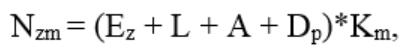 N_zm = (E_z + L + A + D_p)*K_m,